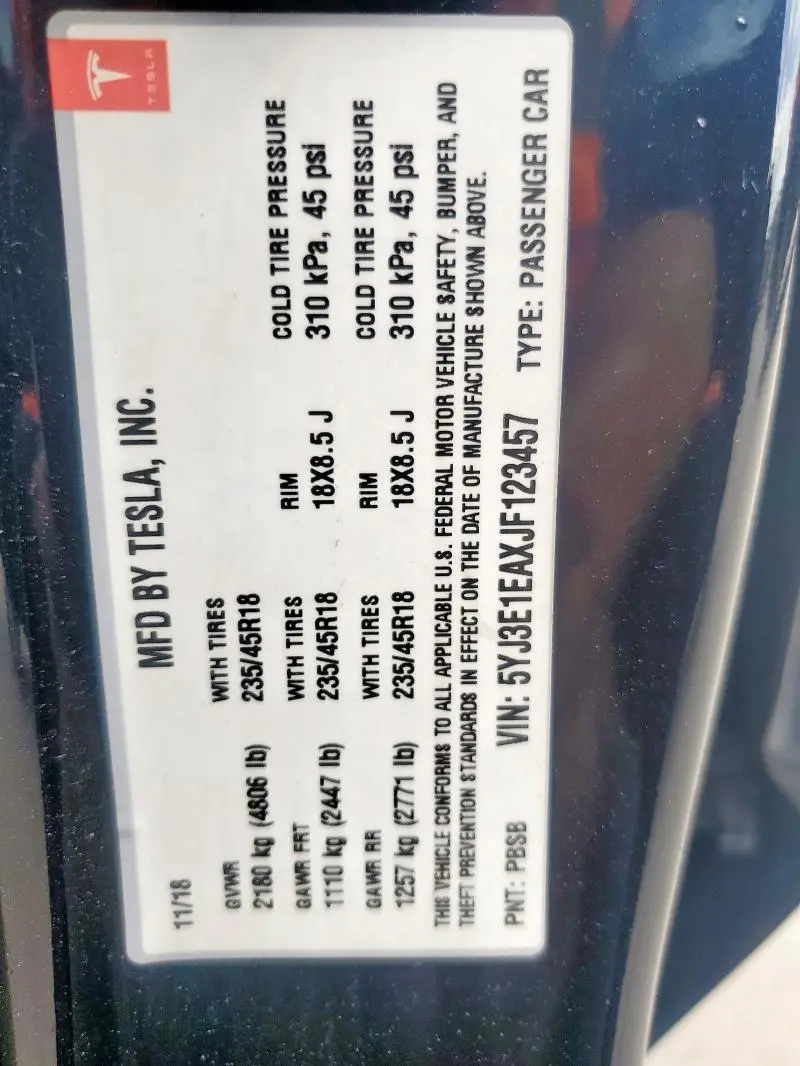 TESLA
MFD BY TESLA, INC.
11/18
GVWR WITH TIRES
2180 kg (4806 lb) 235/45R18
GAWR FRT WITH TIRES RIM COLD TIRE PRESSURE
1110 kg (2447 lb) 235/45R18 18X8.5 J 310 kPa, 45 psi
GAWR RR WITH TIRES RIM COLD TIRE PRESSURE
1257 kg (2771 lb) 235/45R18 18X8.5 J 310 kPa, 45 psi
THIS VEHICLE CONFORMS TO ALL APPLICABLE U.S. FEDERAL MOTOR VEHICLE SAFETY, BUMPER, AND
THEFT PREVENTION STANDARDS IN EFFECT ON THE DATE OF MANUFACTURE SHOWN ABOVE.
PNT: PBSB VIN: 5YJ3E1EAXJF123457 TYPE: PASSENGER CAR